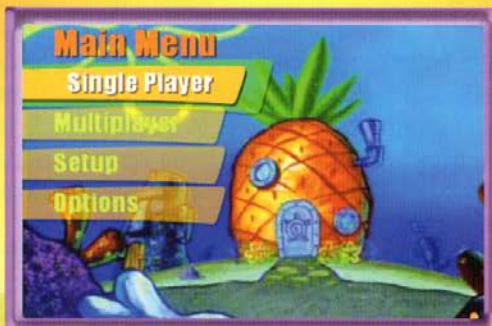 Main Menu
Single Player
Multiplayer
Setup
Options